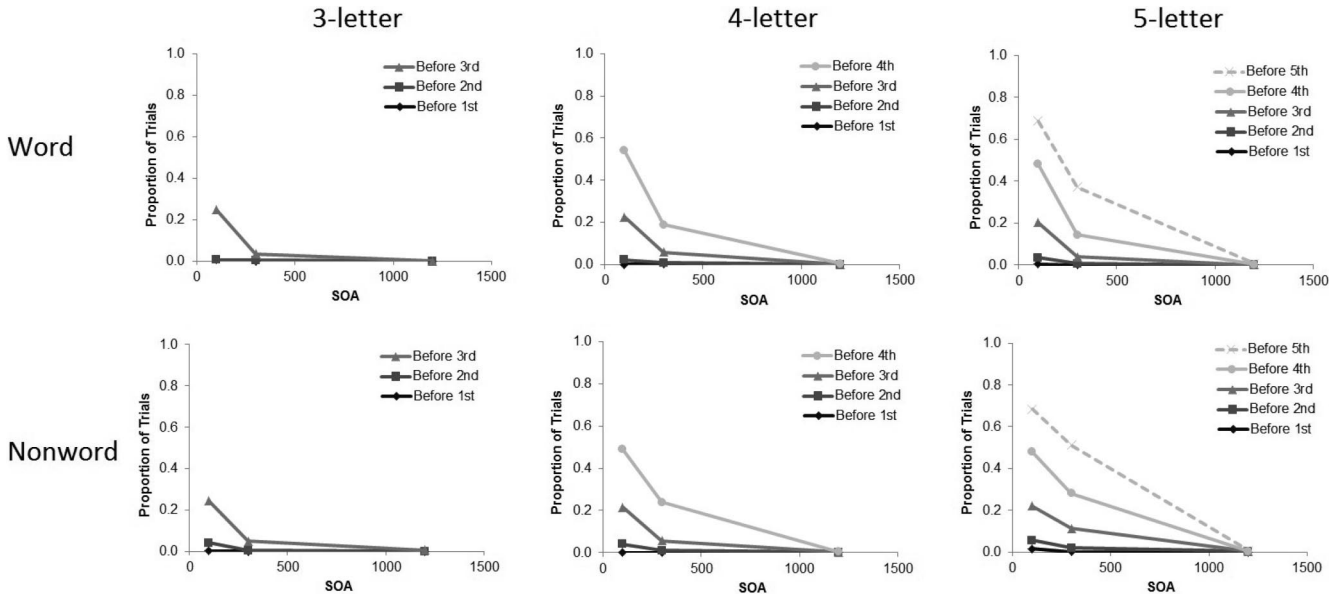 3-letter
4-letter
5-letter
Word
1.0
0.8
0.6
0.4
0.2
0.0
Proportion of Trials
0
500
1000
1500
SOA
Before 3rd
Before 2nd
Before 1st
1.0
0.8
0.6
0.4
0.2
0.0
Proportion of Trials
0
500
1000
1500
SOA
Before 4th
Before 3rd
Before 2nd
Before 1st
1.0
0.8
0.6
0.4
0.2
0.0
Proportion of Trials
0
500
1000
1500
SOA
Before 5th
Before 4th
Before 3rd
Before 2nd
Before 1st
Nonword
1.0
0.8
0.6
0.4
0.2
0.0
Proportion of Trials
0
500
1000
1500
SOA
Before 3rd
Before 2nd
Before 1st
1.0
0.8
0.6
0.4
0.2
0.0
Proportion of Trials
0
500
1000
1500
SOA
Before 4th
Before 3rd
Before 2nd
Before 1st
1.0
0.8
0.6
0.4
0.2
0.0
Proportion of Trials
0
500
1000
1500
SOA
Before 5th
Before 4th
Before 3rd
Before 2nd
Before 1st